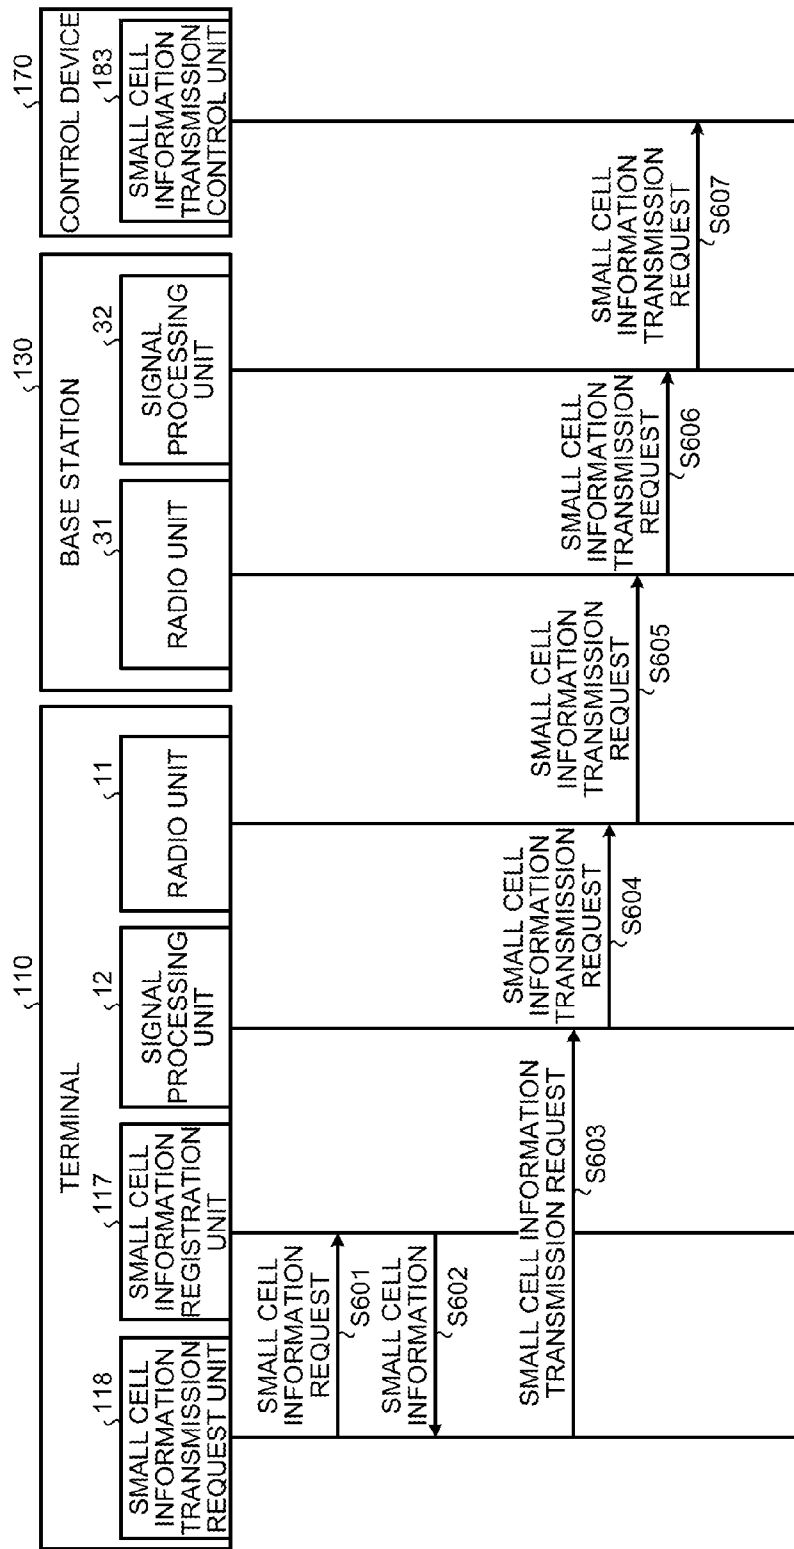 110
TERMINAL
118
SMALL CELL
INFORMATION
TRANSMISSION
REQUEST UNIT
117
SMALL CELL
INFORMATION
REGISTRATION
UNIT
12
SIGNAL
PROCESSING
UNIT
11
RADIO UNIT
130
BASE STATION
31
RADIO UNIT
32
SIGNAL
PROCESSING
UNIT
170
CONTROL DEVICE
183
SMALL CELL
INFORMATION
TRANSMISSION
CONTROL UNIT
SMALL CELL
INFORMATION
REQUEST
S601
SMALL CELL
INFORMATION
S602
SMALL CELL INFORMATION
TRANSMISSION REQUEST
S603
SMALL CELL
INFORMATION
TRANSMISSION
REQUEST
S604
SMALL CELL
INFORMATION
TRANSMISSION
REQUEST
S605
SMALL CELL
INFORMATION
TRANSMISSION
REQUEST
S606
SMALL CELL
INFORMATION
TRANSMISSION
REQUEST
S607